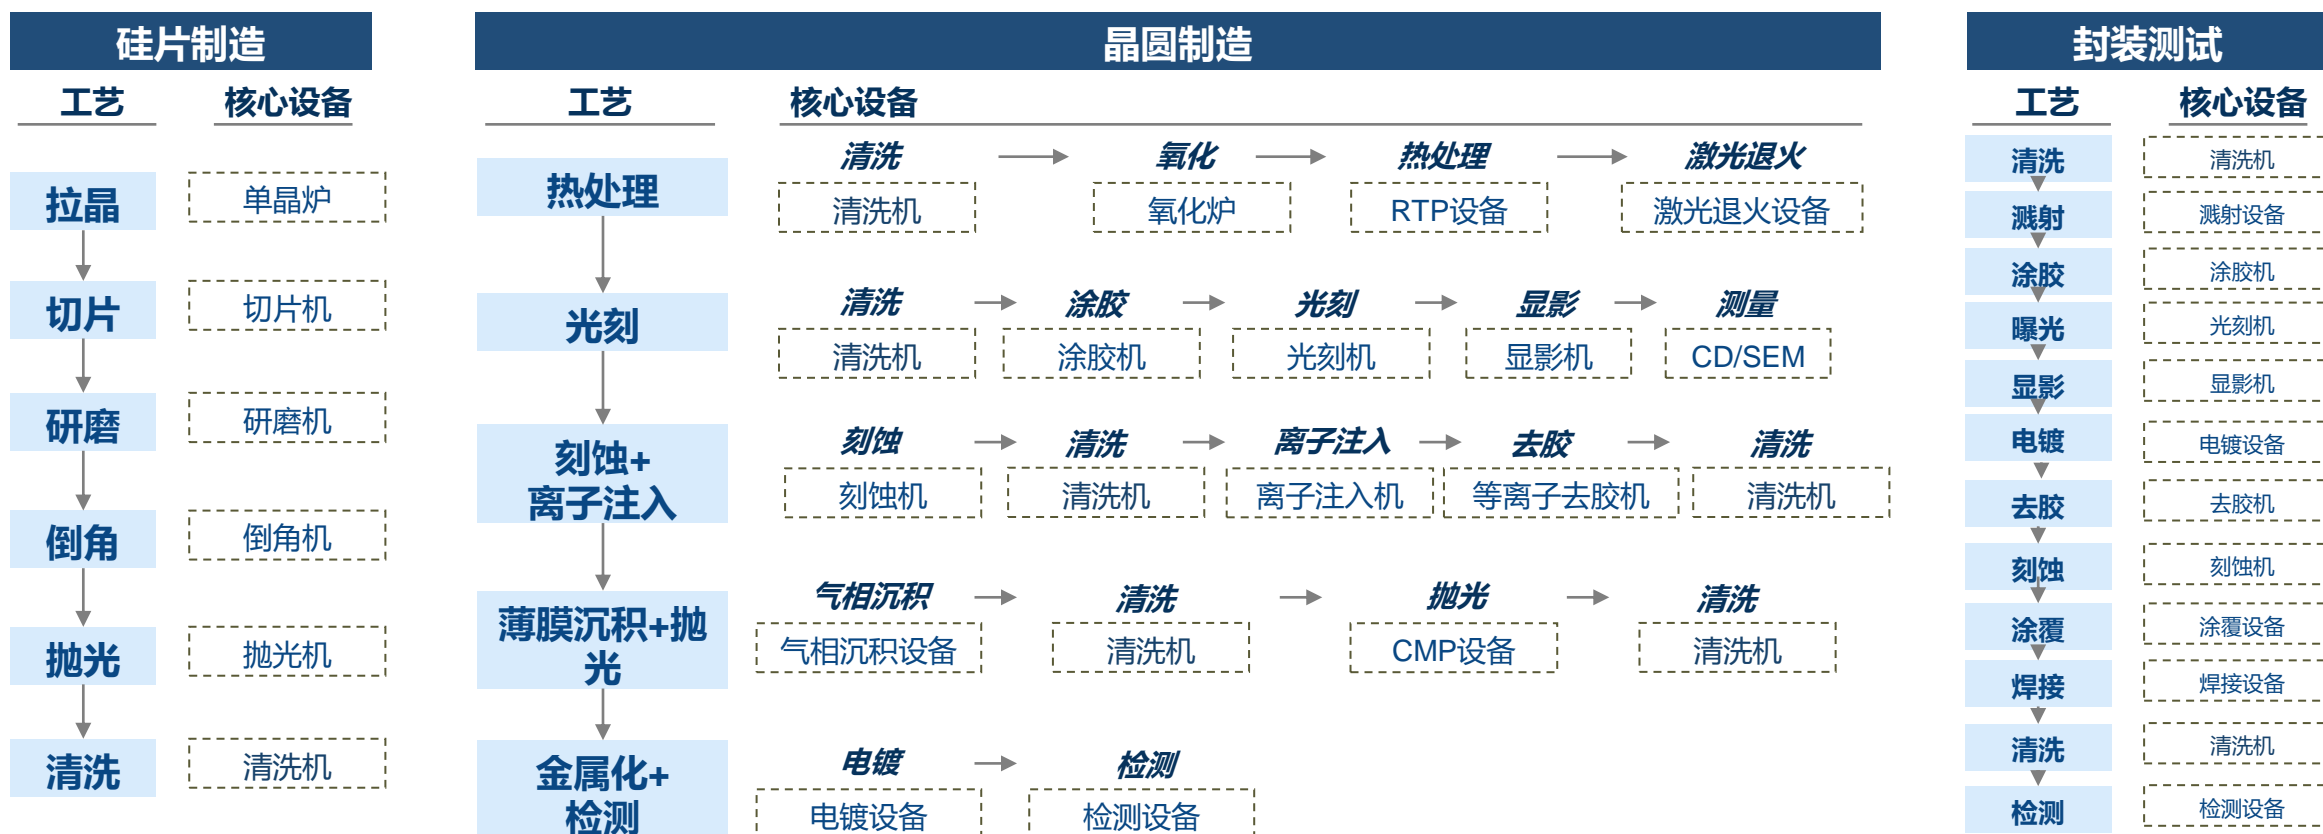 硅片制造
工艺
核心设备
拉晶
单晶炉
切片
切片机
研磨
研磨机
倒角
倒角机
抛光
抛光机
清洗
清洗机
晶圆制造
工艺
核心设备
热处理
清洗
氧化
热处理
激光退火
清洗机
氧化炉
RTP设备
激光退火设备
光刻
清洗
涂胶
光刻
显影
测量
清洗机
涂胶机
光刻机
显影机
CD/SEM
刻蚀+
离子注入
刻蚀
清洗
离子注入
去胶
清洗
刻蚀机
清洗机
离子注入机
等离子去胶机
清洗机
薄膜沉积+抛
光
气相沉积
清洗
抛光
清洗
气相沉积设备
清洗机
CMP设备
清洗机
金属化+
检测
电镀
检测
电镀设备
检测设备
封装测试
工艺
核心设备
清洗
清洗机
溅射
溅射设备
涂胶
涂胶机
曝光
光刻机
显影
显影机
电镀
电镀设备
去胶
去胶机
刻蚀
刻蚀机
涂覆
涂覆设备
焊接
焊接设备
清洗
清洗机
检测
检测设备